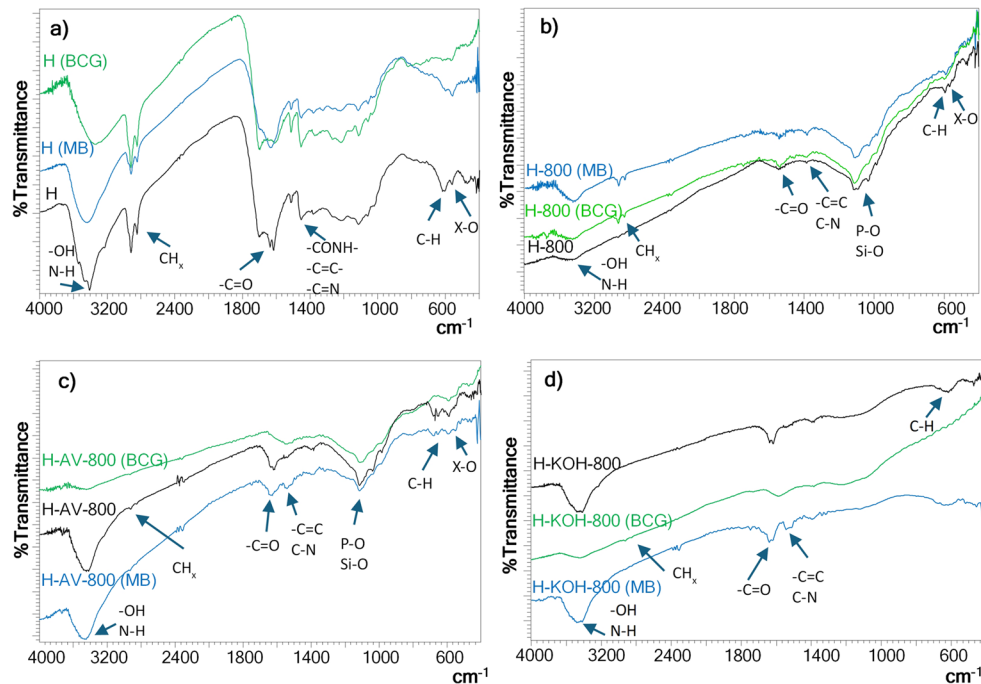 a)
%Transmittance
H (BCG)
H (MB)
H
-OH
N-H
CHx
-C=O
-CONH-
-C=C-
-C=N
C-H
X-O
4000 3200 2400 1800 1400 1000 600
cm-1
b)
%Transmittance
H-800 (MB)
H-800 (BCG)
H-800
-OH
N-H
CHx
-C=O
-C=C
C-N
P-O
Si-O
C-H
X-O
4000 3200 2400 1800 1400 1000 600
cm-1
c)
%Transmittance
H-AV-800 (BCG)
H-AV-800
H-AV-800 (MB)
-OH
N-H
CHx
-C=O
-C=C
C-N
P-O
Si-O
C-H
X-O
4000 3200 2400 1800 1400 1000 600
cm-1
d)
%Transmittance
H-KOH-800
H-KOH-800 (BCG)
H-KOH-800 (MB)
-OH
N-H
CHx
-C=O
-C=C
C-N
C-H
4000 3200 2400 1800 1400 1000 600
cm-1